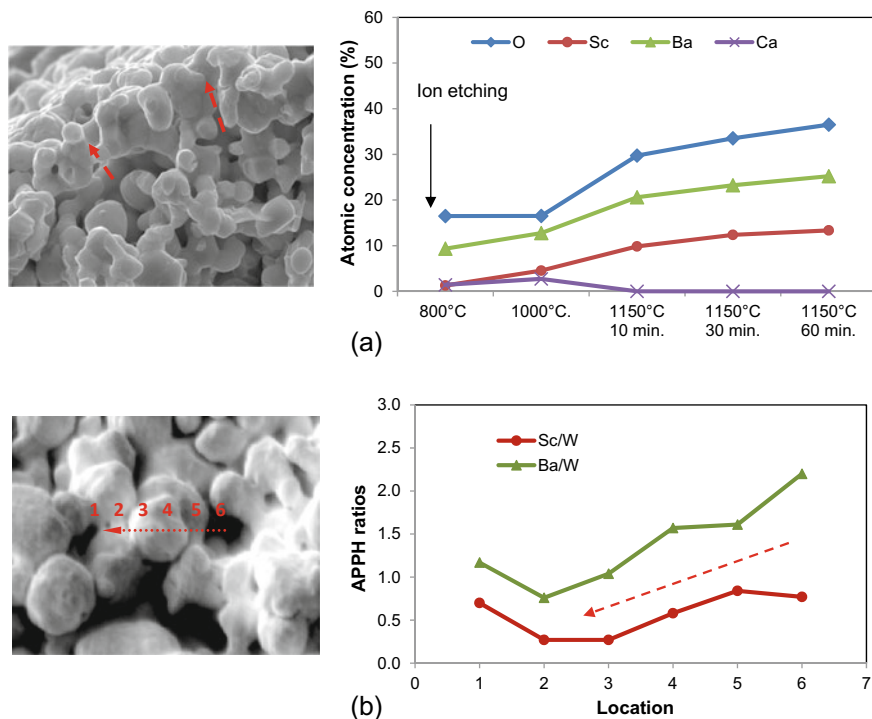 60
50
40
30
20
10
0
Atomic concentration (%)
O Sc Ba Ca
Ion etching
800°C 1000°C. 1150°C 1150°C 1150°C
10 min. 30 min. 60 min.
(a)
1 2 3 4 5 6
3.0
2.5
2.0
1.5
1.0
0.5
0.0
APPH ratios
Sc/W
Ba/W
0 1 2 3 4 5 6 7
Location
(b)